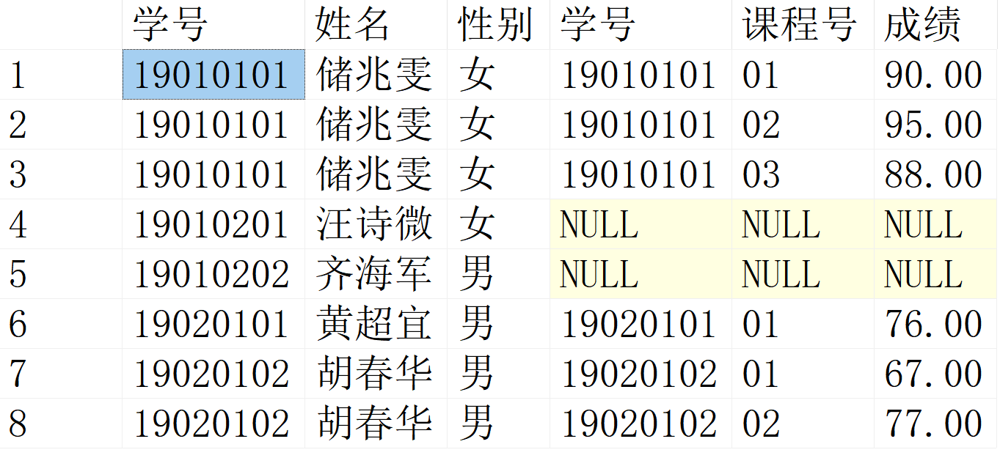 学号 姓名 性别 学号 课程号 成绩
1 19010101 储兆雯 女 19010101 01 90.00
2 19010101 储兆雯 女 19010101 02 95.00
3 19010101 储兆雯 女 19010101 03 88.00
4 19010201 汪诗微 女 NULL NULL NULL
5 19010202 齐海军 男 NULL NULL NULL
6 19020101 黄超宜 男 19020101 01 76.00
7 19020102 胡春华 男 19020102 01 67.00
8 19020102 胡春华 男 19020102 02 77.00